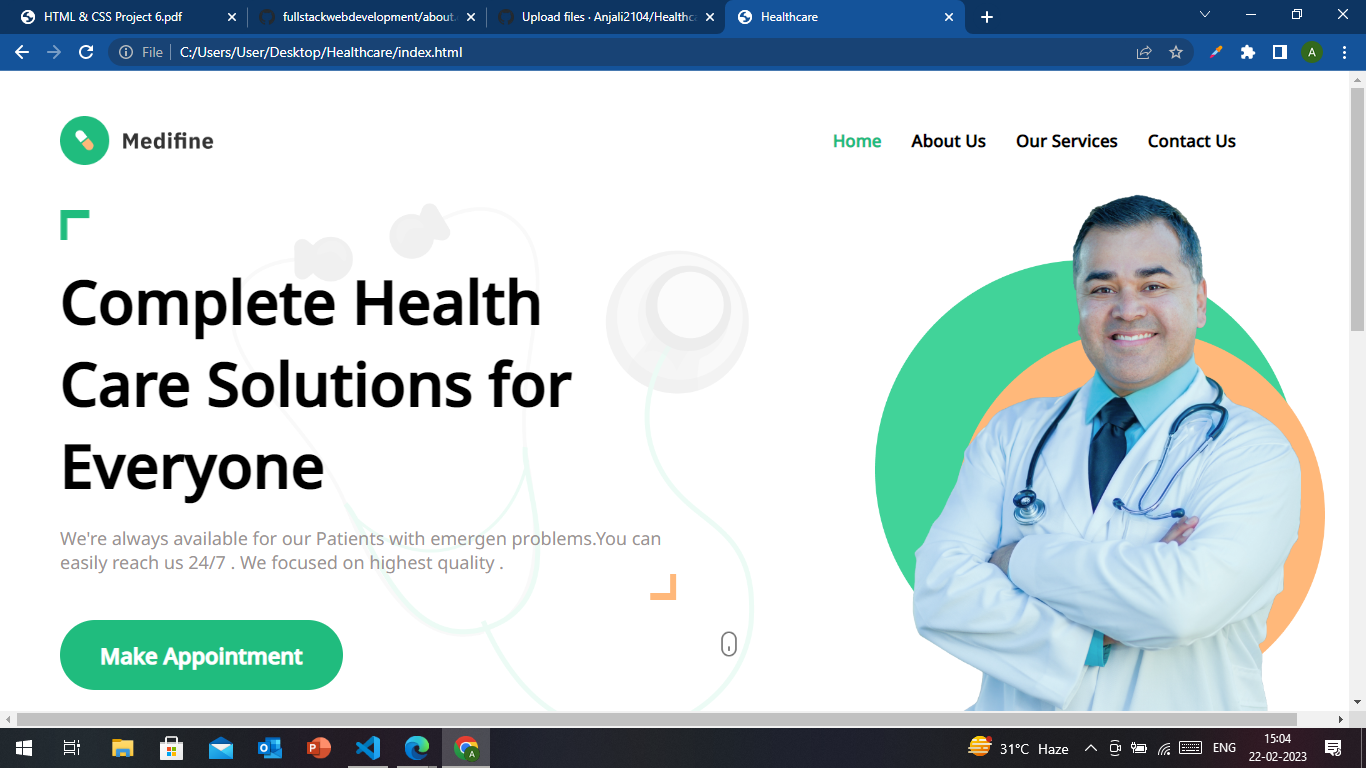 HTML & CSS Project 6.pdf
fullstackwebdevelopment/about.
Upload files · Anjali2104/Healthca
Healthcare
File
C:/Users/User/Desktop/Healthcare/index.html
A
Medifine
Home
About Us
Our Services
Contact Us
Complete Health
Care Solutions for
Everyone
We're always available for our Patients with emergen problems.You can
easily reach us 24/7 . We focused on highest quality .
Make Appointment
31°C Haze
ENG
15:04
22-02-2023